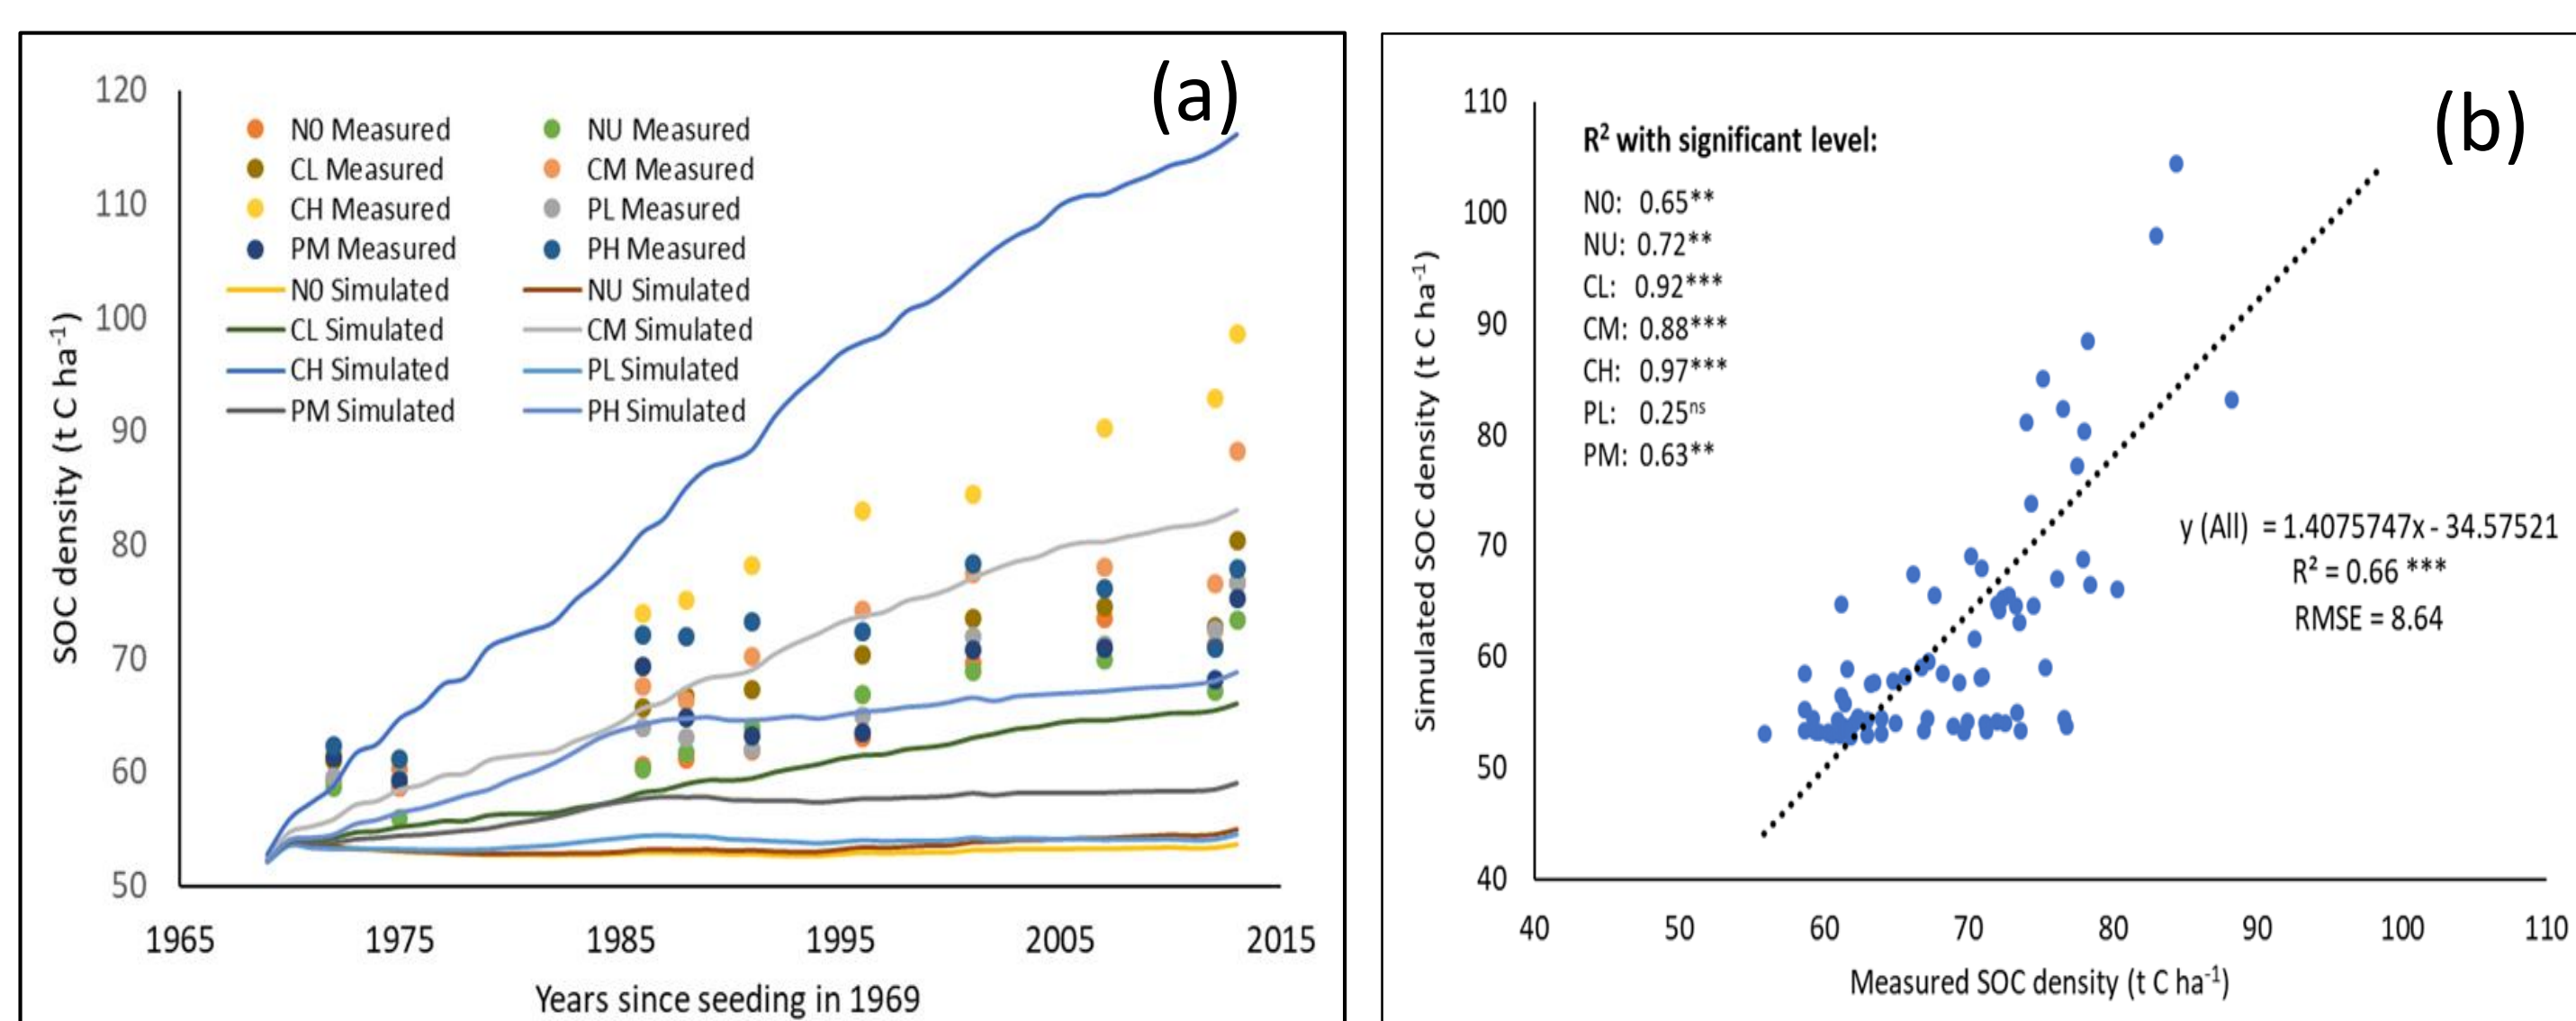 (a)
120
110
100
90
80
70
60
50
SOC density (t C ha⁻¹)
N0 Measured
NU Measured
CL Measured
CM Measured
CH Measured
PL Measured
PM Measured
PH Measured
N0 Simulated
NU Simulated
CL Simulated
CM Simulated
CH Simulated
PL Simulated
PM Simulated
PH Simulated
1965 1975 1985 1995 2005 2015
Years since seeding in 1969
(b)
110
100
90
80
70
60
50
40
Simulated SOC density (t C ha⁻¹)
R² with significant level:
N0: 0.65**
NU: 0.72**
CL: 0.92***
CM: 0.88***
CH: 0.97***
PL: 0.25ⁿˢ
PM: 0.63**
y (All) = 1.4075747x - 34.57521
R² = 0.66 ***
RMSE = 8.64
40 50 60 70 80 90 100 110
Measured SOC density (t C ha⁻¹)